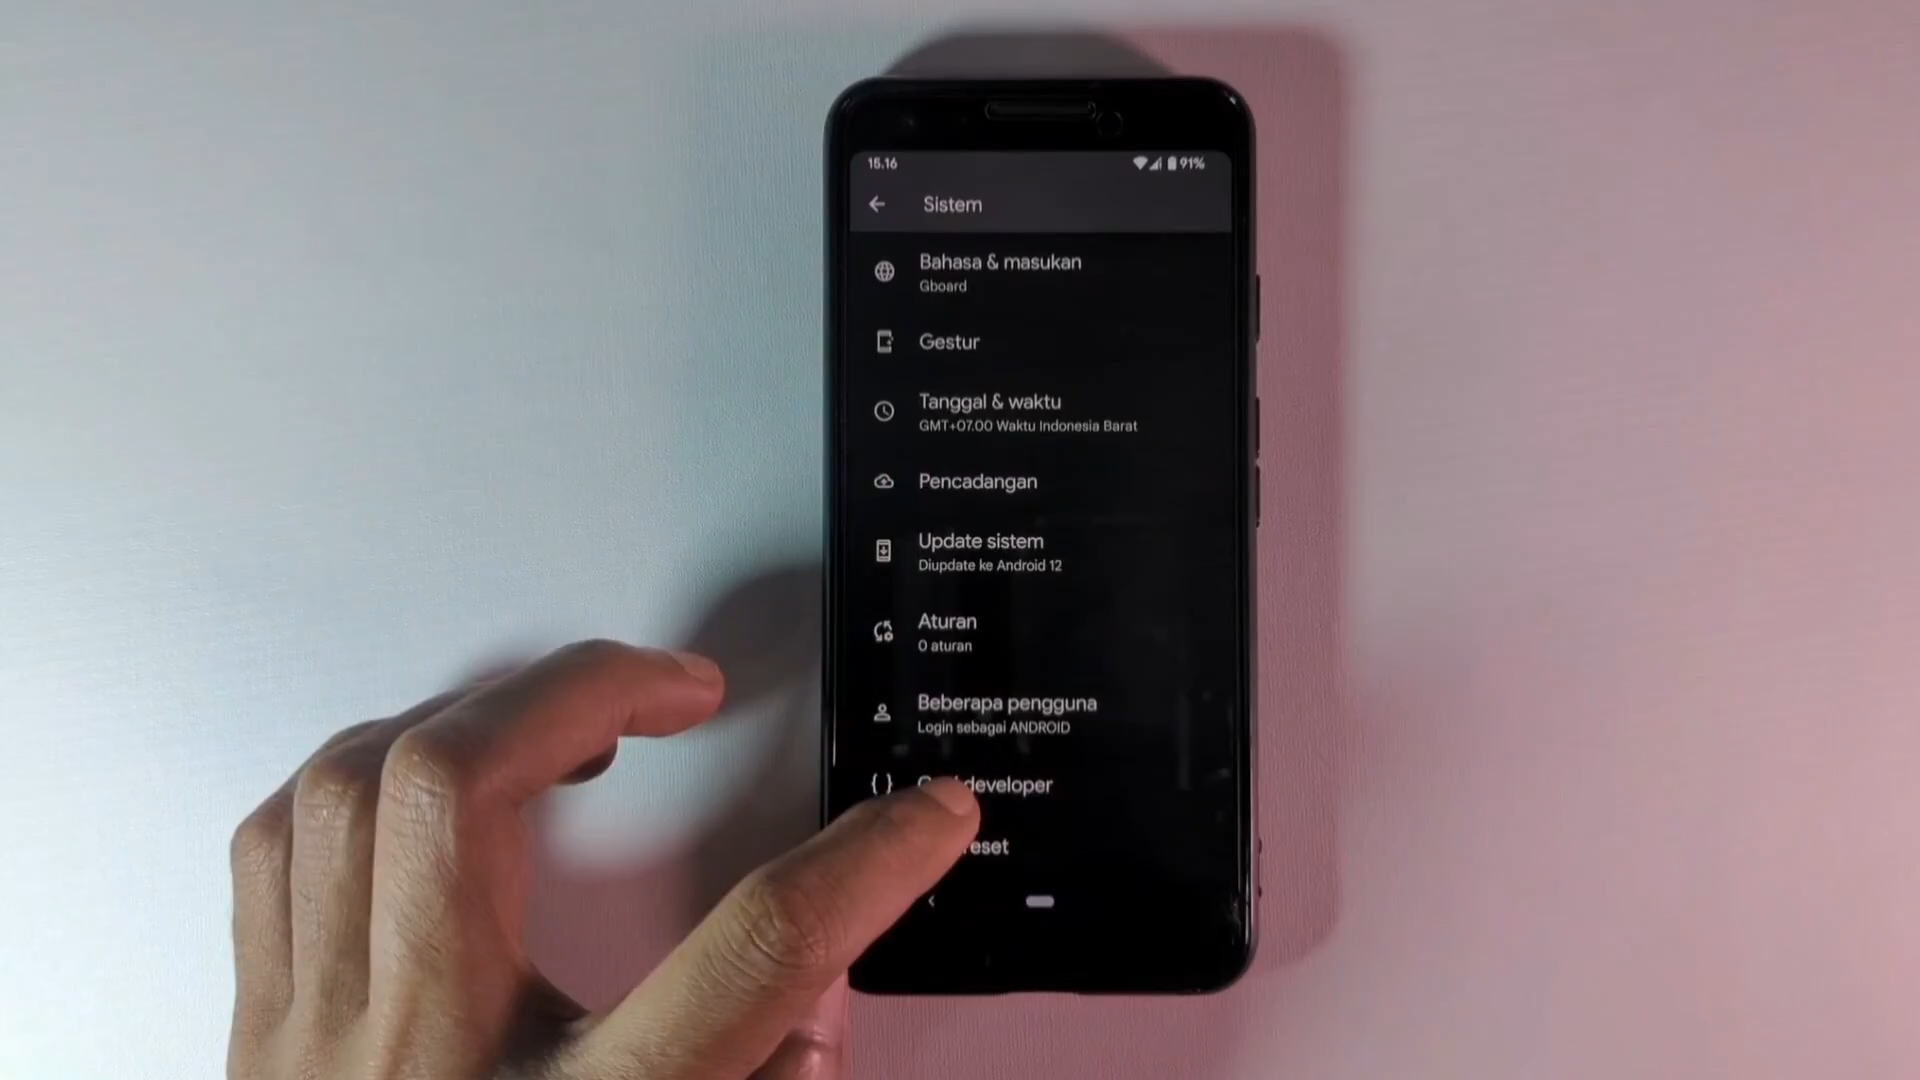 15.16
91%
Sistem
Bahasa & masukan
Gboard
Gestur
Tanggal & waktu
GMT+07.00 Waktu Indonesia Barat
Pencadangan
Update sistem
Diupdate ke Android 12
Aturan
0 aturan
Beberapa pengguna
Login sebagai ANDROID
developer
reset